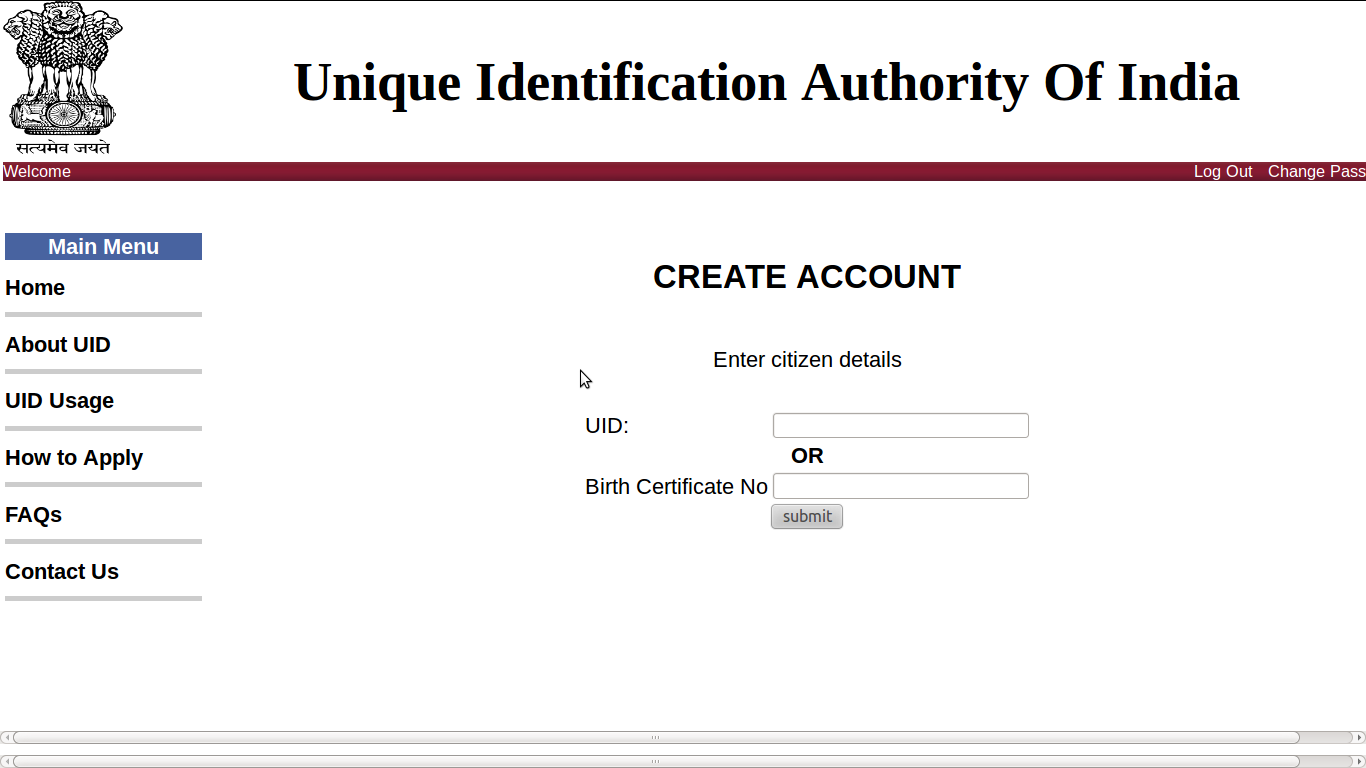 Unique Identification Authority Of India
सत्यमेव जयते
Welcome Log Out Change Pass
Main Menu
Home
About UID
UID Usage
How to Apply
FAQs
Contact Us
CREATE ACCOUNT
Enter citizen details
UID:
OR
Birth Certificate No
submit